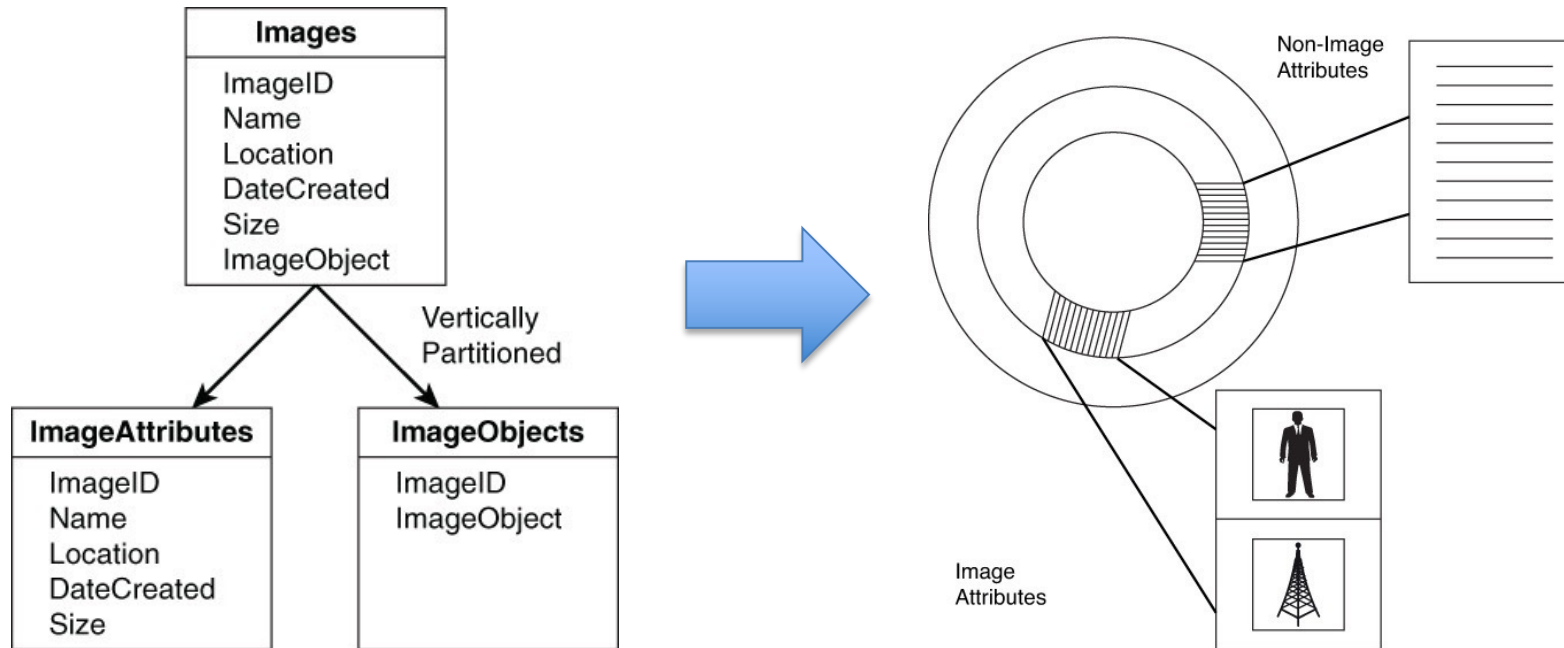 Images
ImageID
Name
Location
DateCreated
Size
ImageObject
Vertically
Partitioned
ImageAttributes
ImageID
Name
Location
DateCreated
Size
ImageObjects
ImageID
ImageObject
Non-Image
Attributes
Image
Attributes